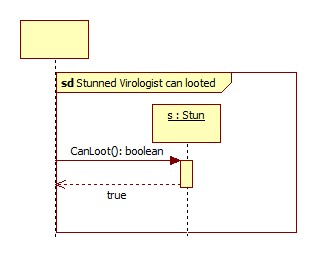 sd Stunned Virologist can looted
s : Stun
CanLoot(): boolean
true